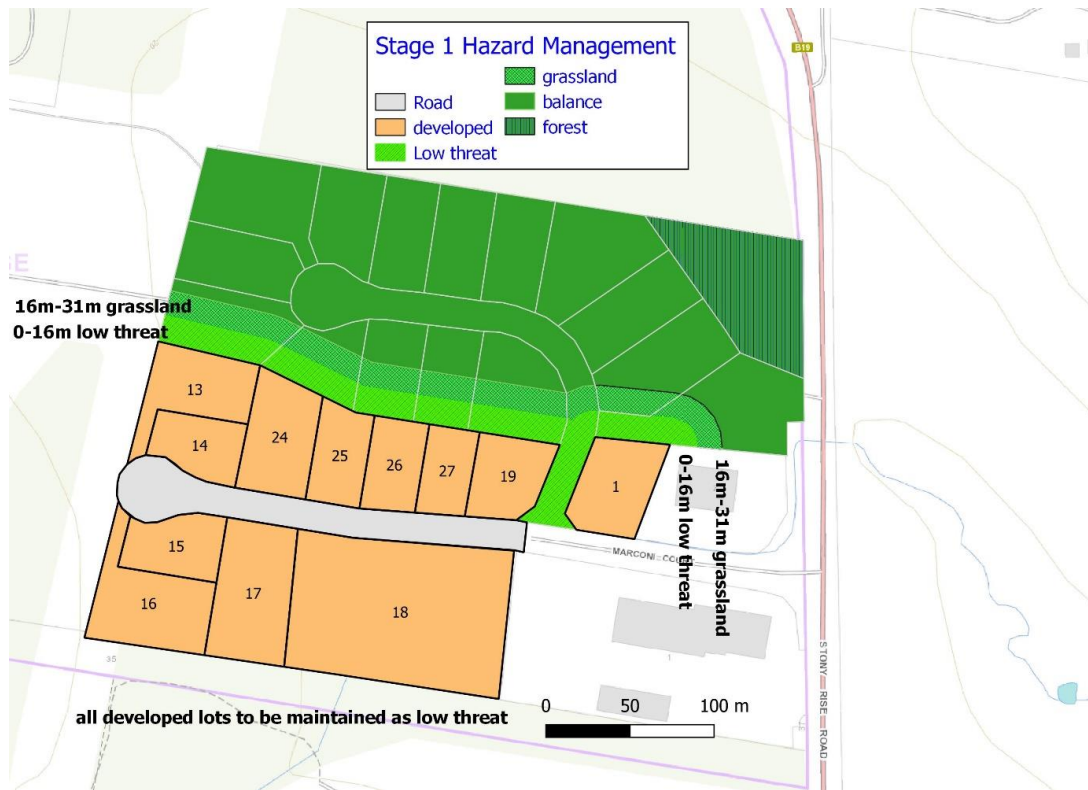 Stage 1 Hazard Management
grassland
Road
balance
developed
forest
Low threat
B19
16m-31m grassland
0-16m low threat
13
14
24
25
26
27
19
1
0-16m low threat
16m-31m grassland
15
16
17
18
MARCONI
35
1
STONY RISE ROAD
all developed lots to be maintained as low threat
0 50 100 m